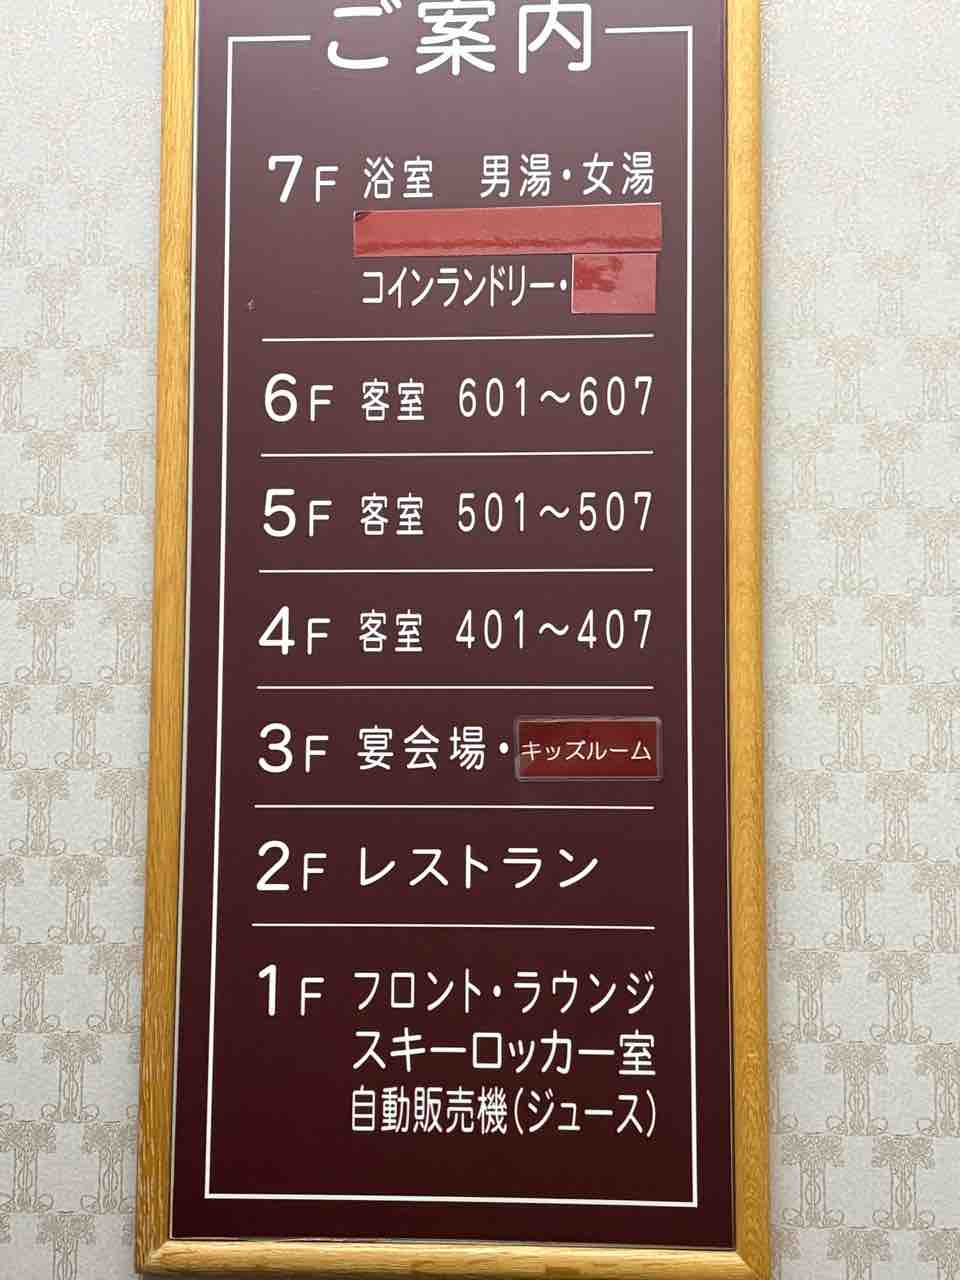 ご案内
7F 浴室　男湯・女湯
コインランドリー・
6F 客室 601～607
5F 客室 501～507
4F 客室 401～407
3F 宴会場・キッズルーム
2F レストラン
1F フロント・ラウンジ
スキーロッカー室
自動販売機(ジュース)